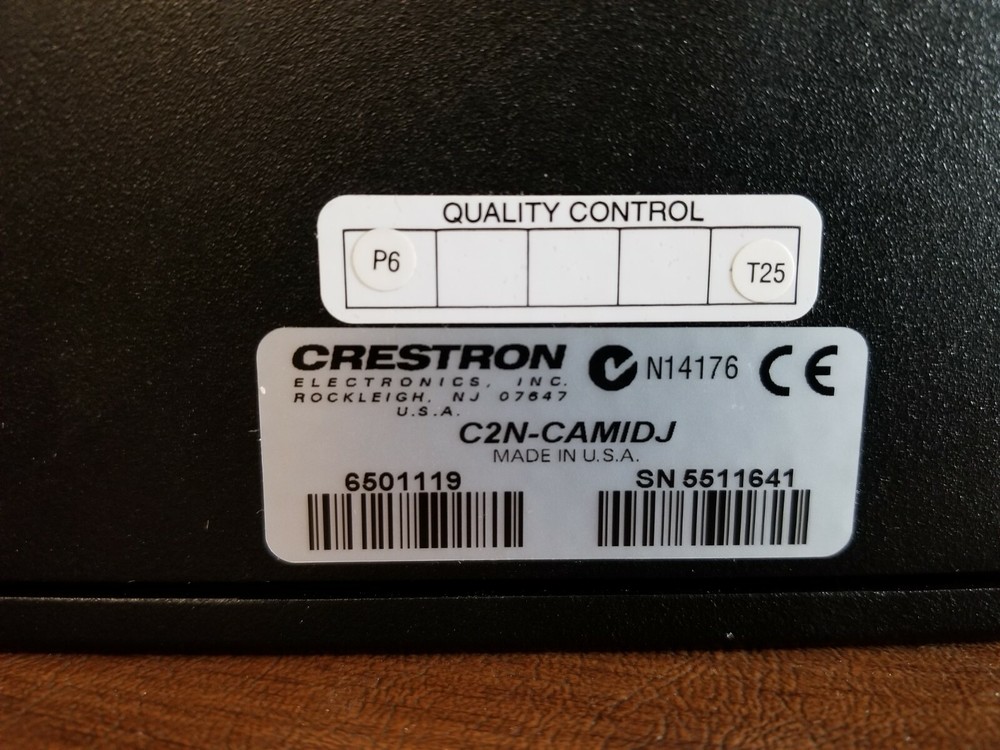 QUALITY CONTROL
P6
T25
CRESTRON
ELECTRONICS, INC.
ROCKLEIGH, NJ 07647
U.S.A.
N14176
CE
C2N-CAMIDJ
MADE IN U.S.A.
6501119
SN 5511641